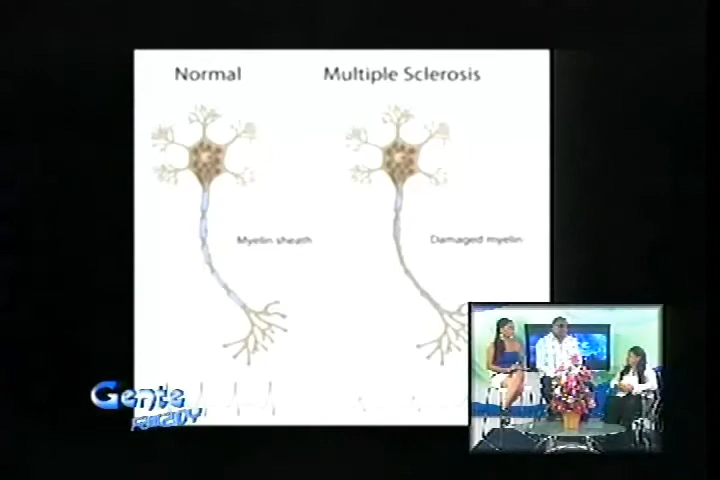 Normal
Multiple Sclerosis
Myelin sheath
Damaged myelin
Gente